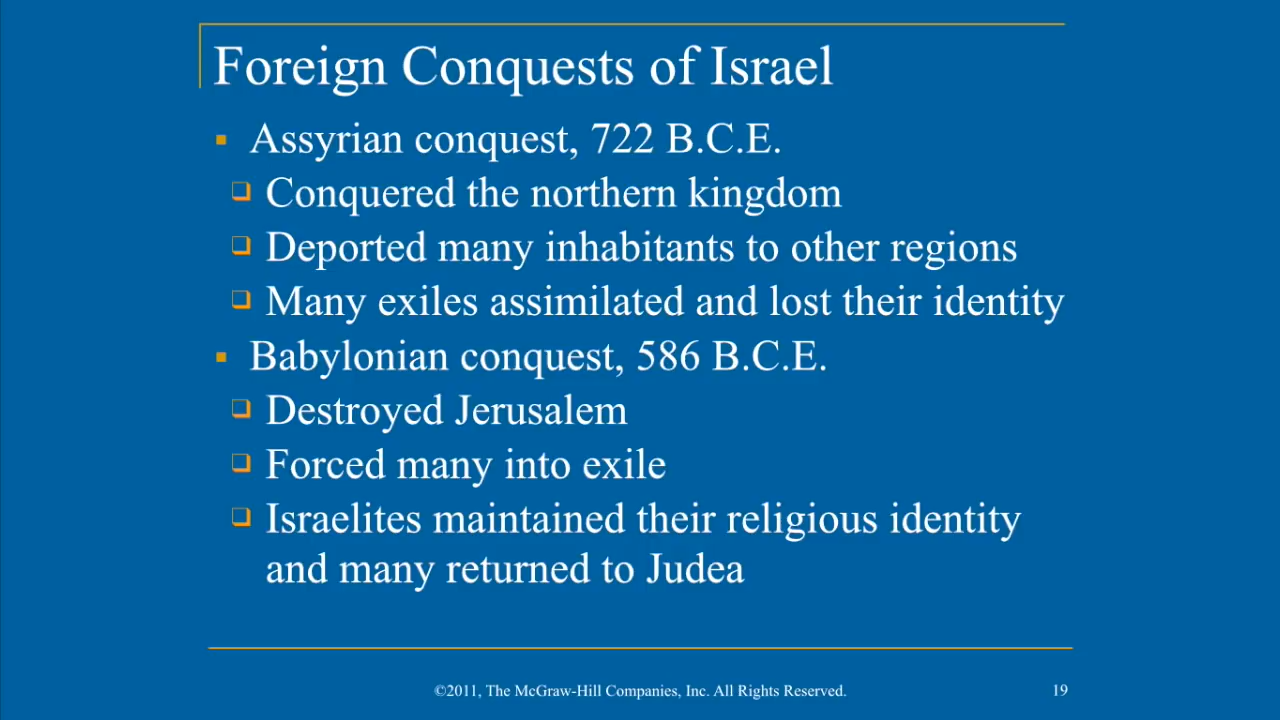 Foreign Conquests of Israel
▪ Assyrian conquest, 722 B.C.E.
❑ Conquered the northern kingdom
❑ Deported many inhabitants to other regions
❑ Many exiles assimilated and lost their identity
▪ Babylonian conquest, 586 B.C.E.
❑ Destroyed Jerusalem
❑ Forced many into exile
❑ Israelites maintained their religious identity
and many returned to Judea
©2011, The McGraw-Hill Companies, Inc. All Rights Reserved.
19